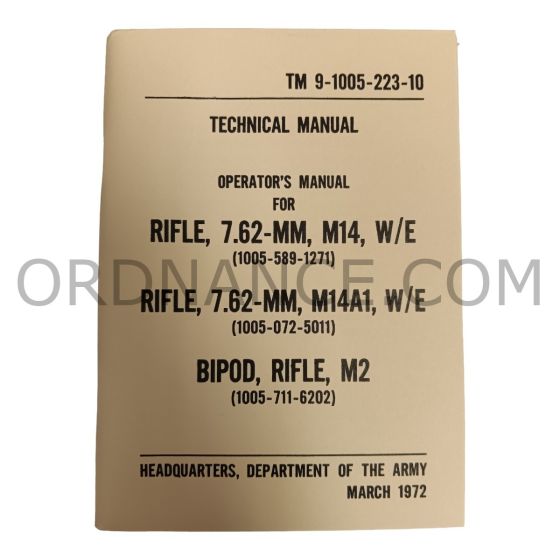 TM 9-1005-223-10
TECHNICAL MANUAL
OPERATOR'S MANUAL
FOR
RIFLE, 7.62-MM, M14, W/E
(1005-589-1271)
ORDNANCE.COM
RIFLE, 7.62-MM, M14A1, W/E
(1005-072-5011)
BIPOD, RIFLE, M2
(1005-711-6202)
HEADQUARTERS, DEPARTMENT OF THE ARMY
MARCH 1972